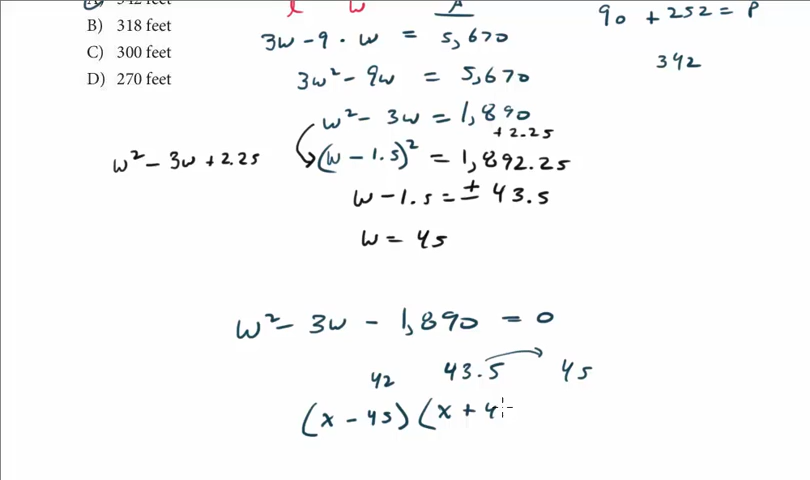 l w A
B) 318 feet
C) 300 feet
D) 270 feet
3w - 9 · w = 5,670
3w² - 9w = 5,670
w² - 3w = 1,890
+2.25
w² - 3w + 2.25
(w - 1.5)² = 1,892.25
w - 1.5 = ± 43.5
w = 45
90 + 252 = P
342
w² - 3w - 1,890 = 0
42 43.5 45
(x - 45)(x + 4